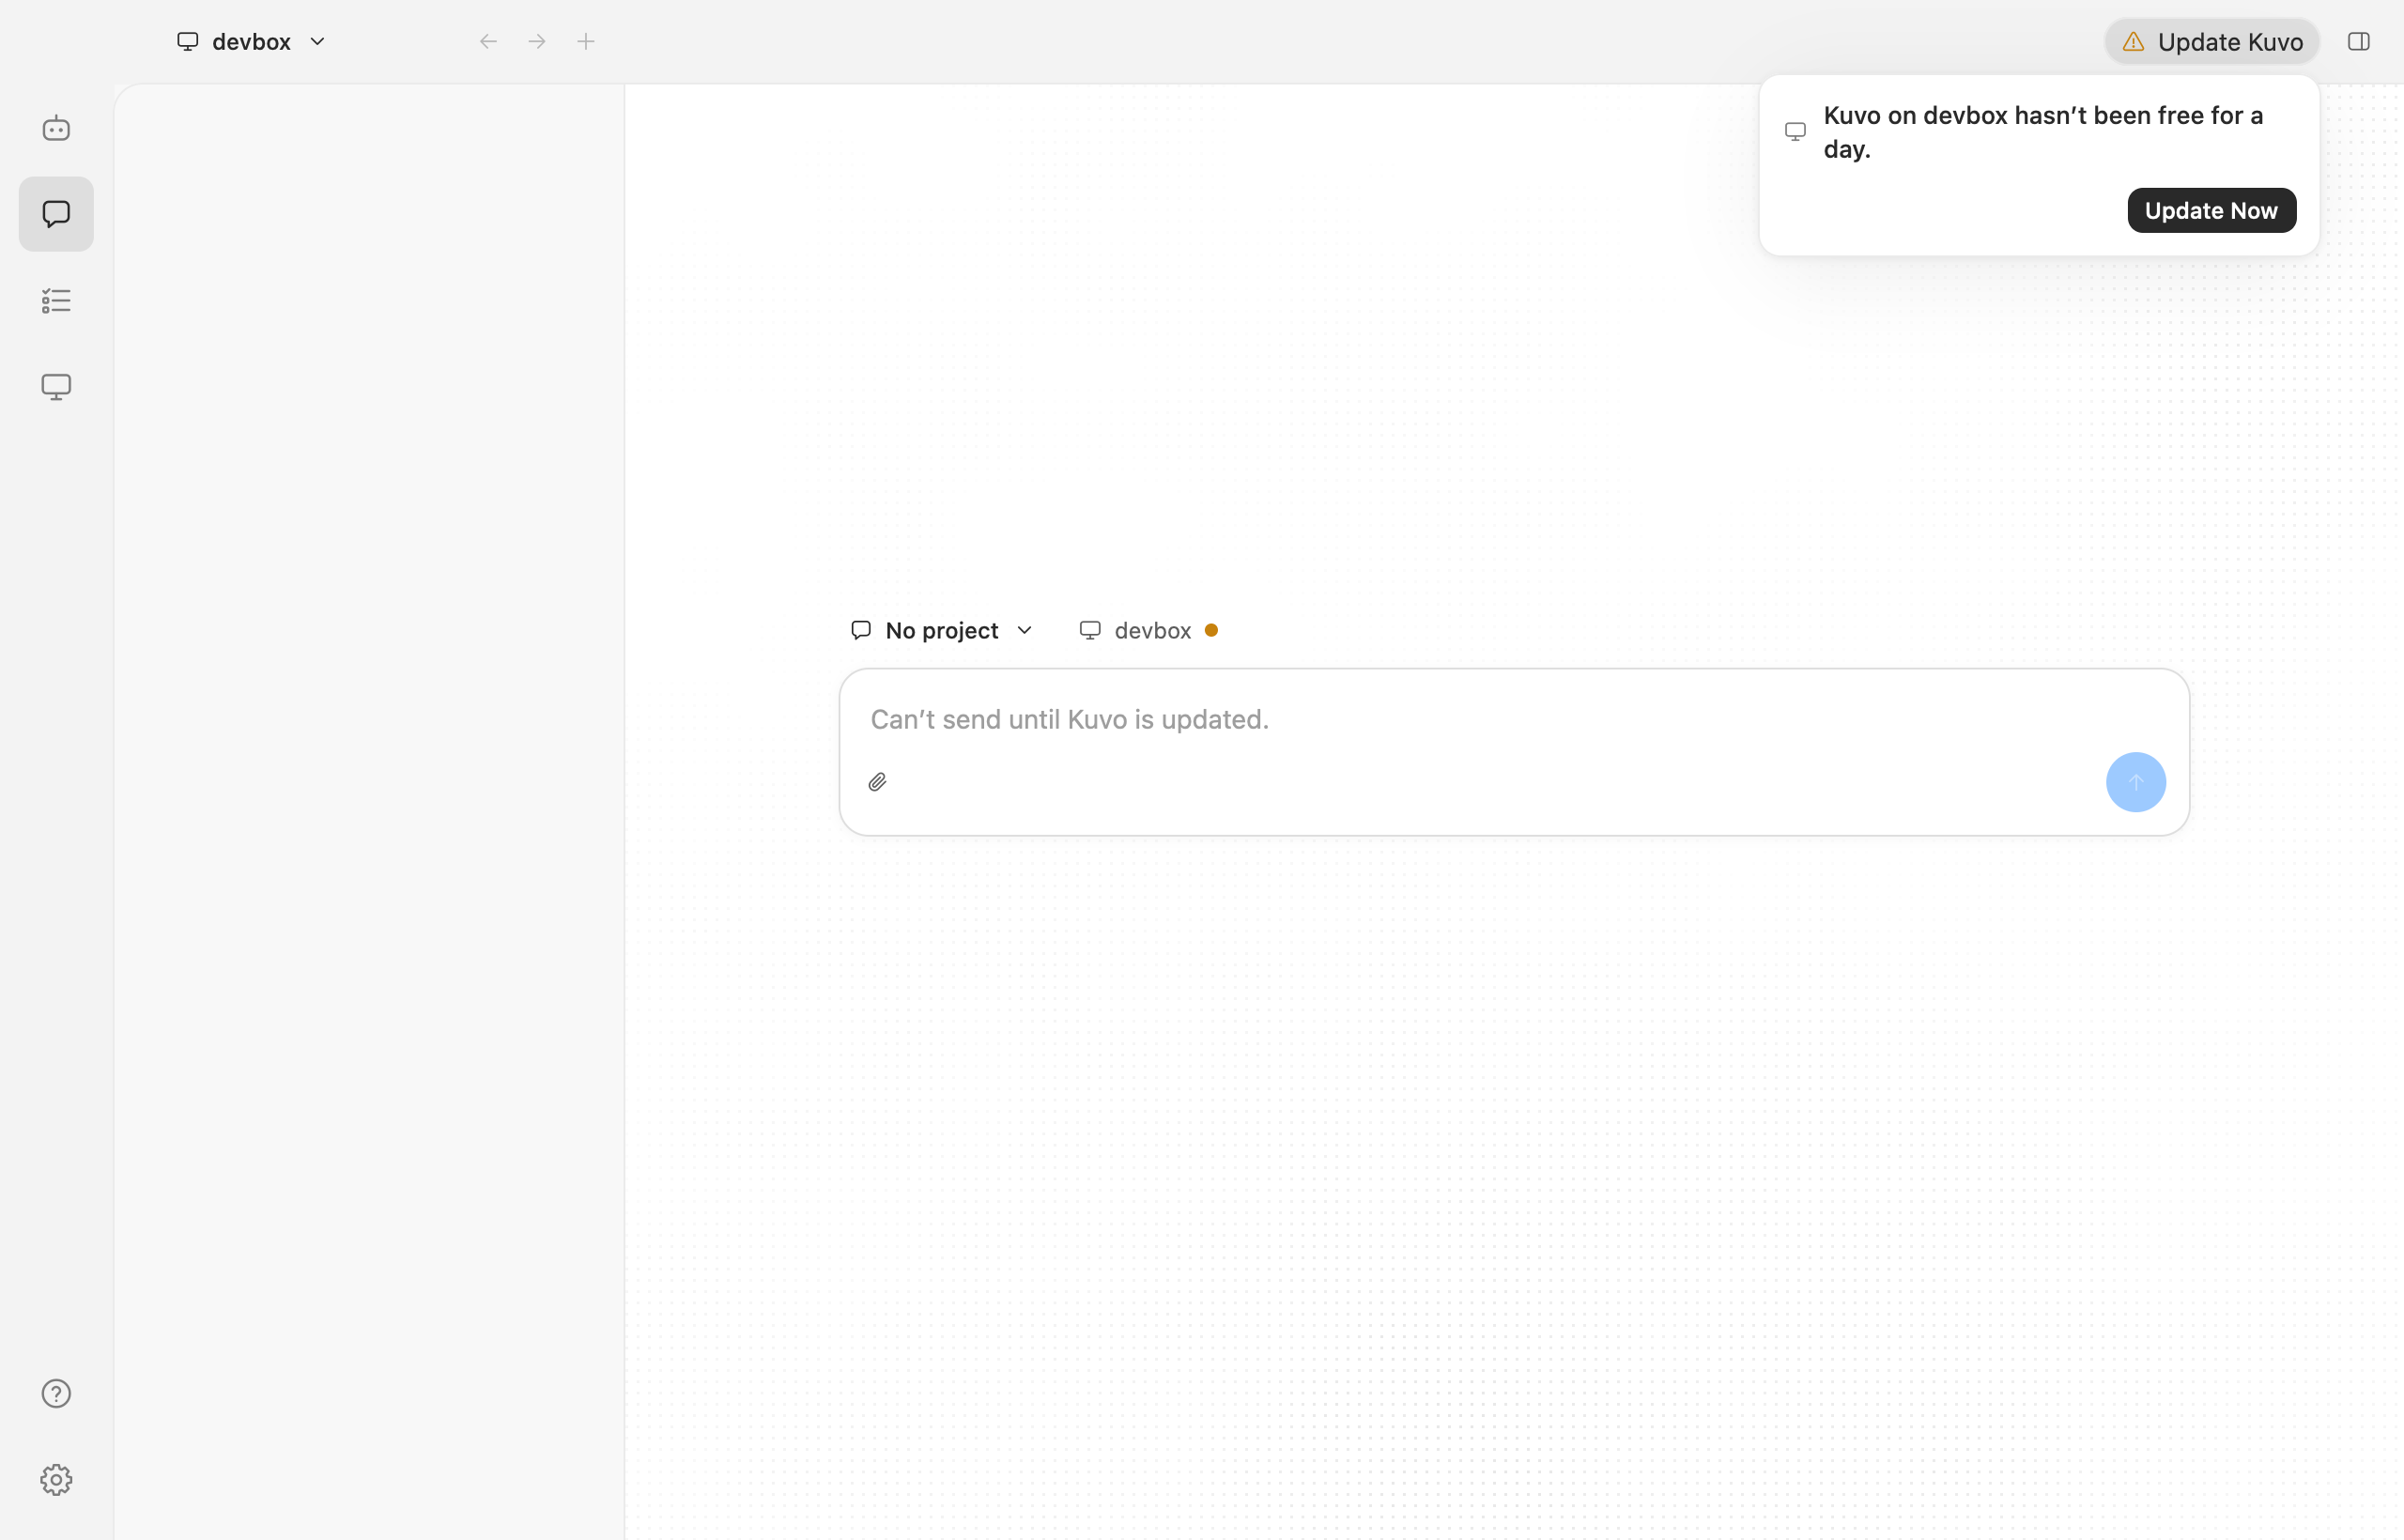 devbox
Update Kuvo
Kuvo on devbox hasn’t been free for a
day.
Update Now
No project
devbox
Can’t send until Kuvo is updated.